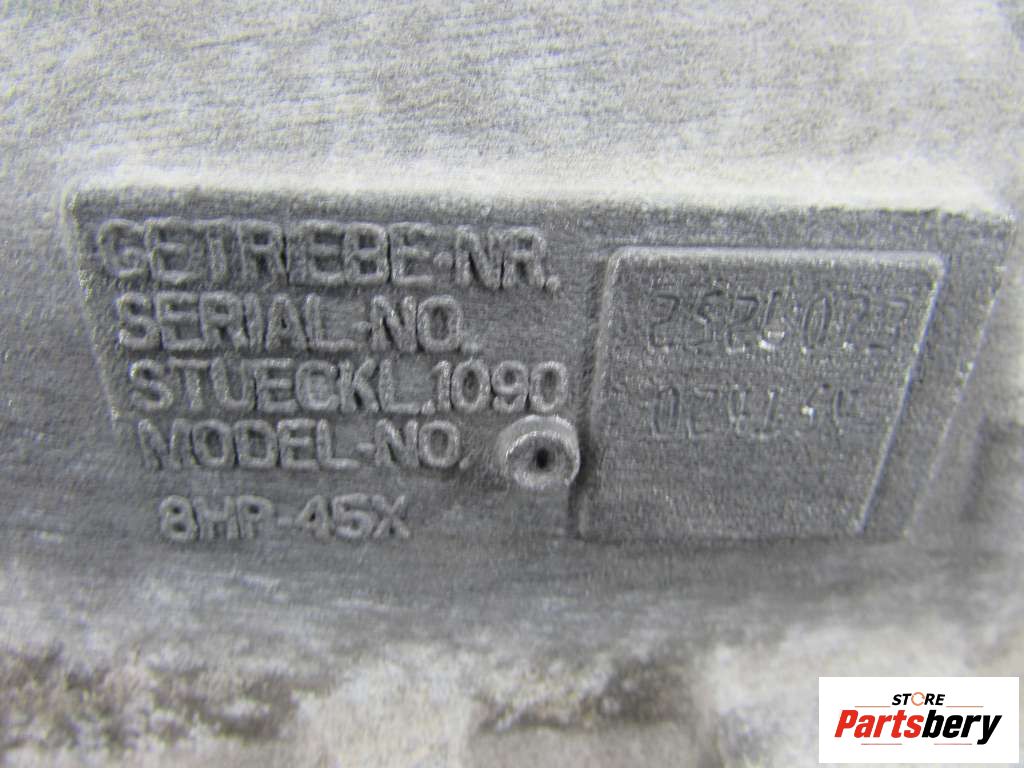 GETRIEBE-NR.
SERIAL-NO.
STUECKL.1090
MODEL-NO.
8HP-45X
STORE
Partsbery